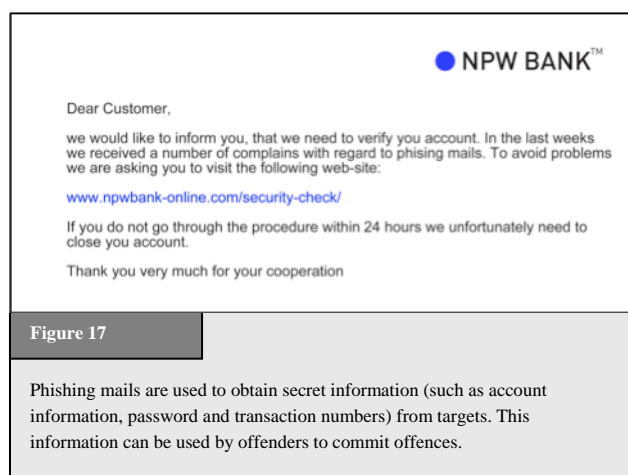 NPW BANK™
Dear Customer,
we would like to inform you, that we need to verify you account. In the last weeks
we received a number of complains with regard to phising mails. To avoid problems
we are asking you to visit the following web-site:
www.npwbank-online.com/security-check/
If you do not go through the procedure within 24 hours we unfortunately need to
close you account.
Thank you very much for your cooperation
Figure 17
Phishing mails are used to obtain secret information (such as account
information, password and transaction numbers) from targets. This
information can be used by offenders to commit offences.